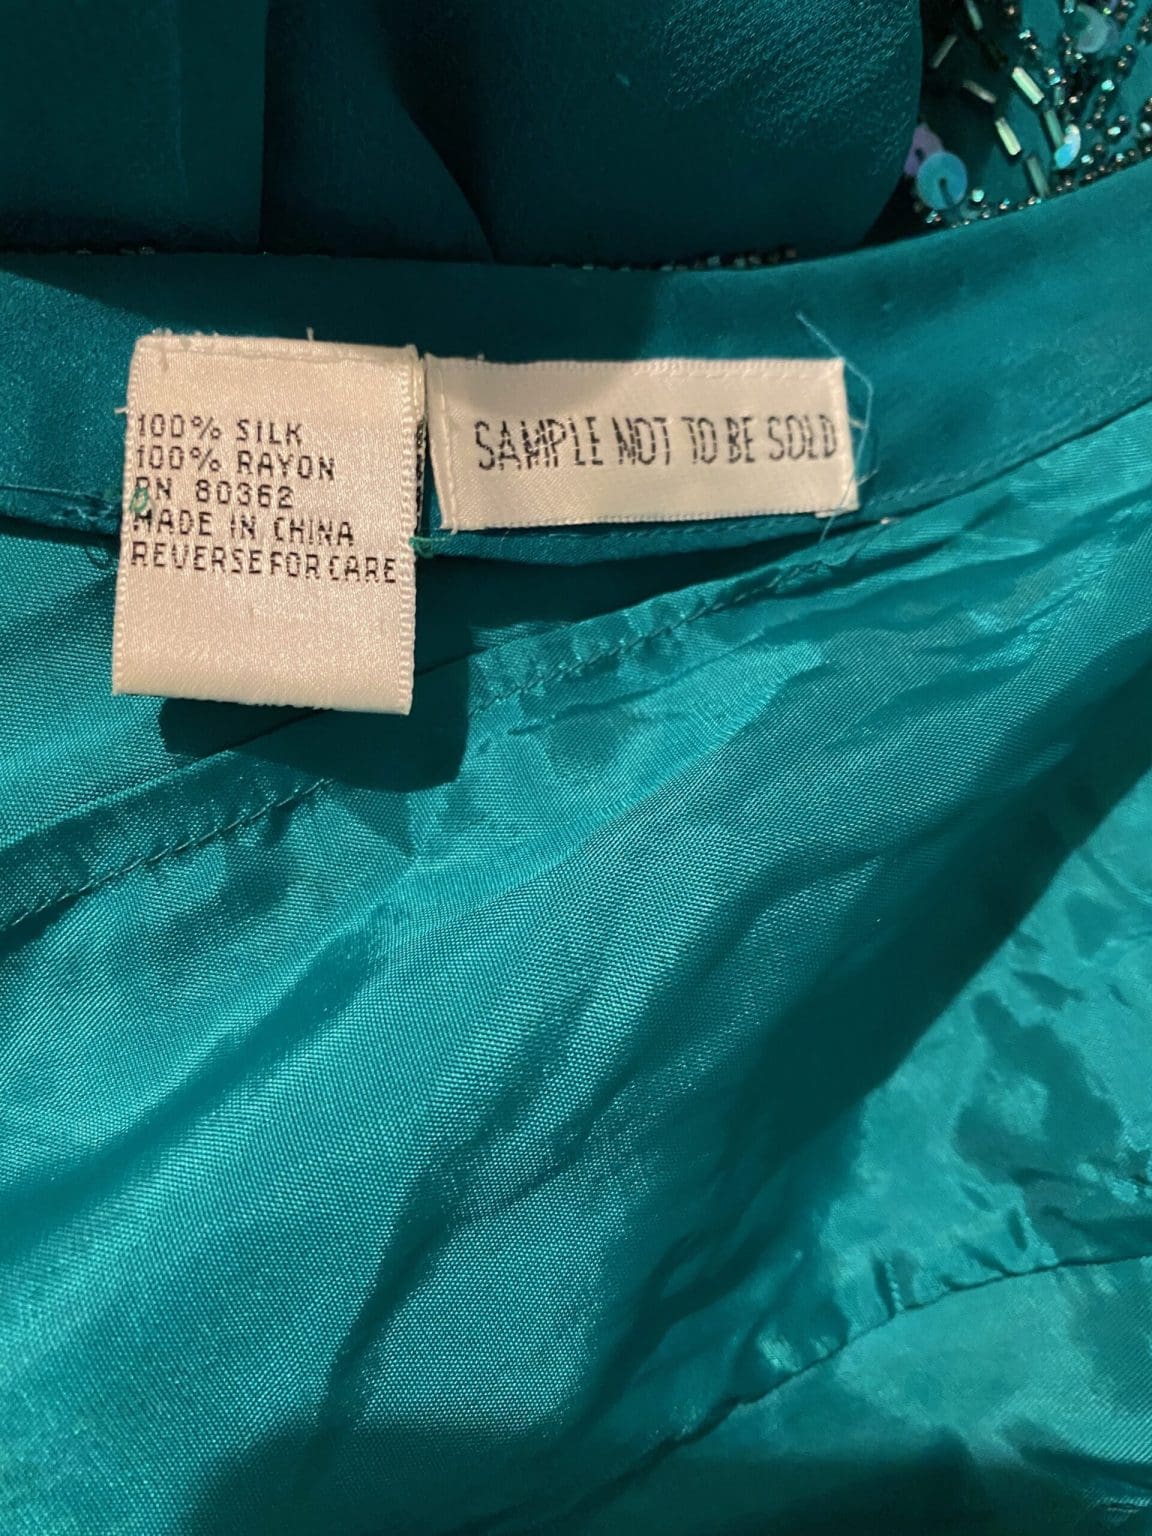 100% SILK
100% RAYON
RN 80362
MADE IN CHINA
REVERSE FOR CARE
SAMPLE NOT TO BE SOLD